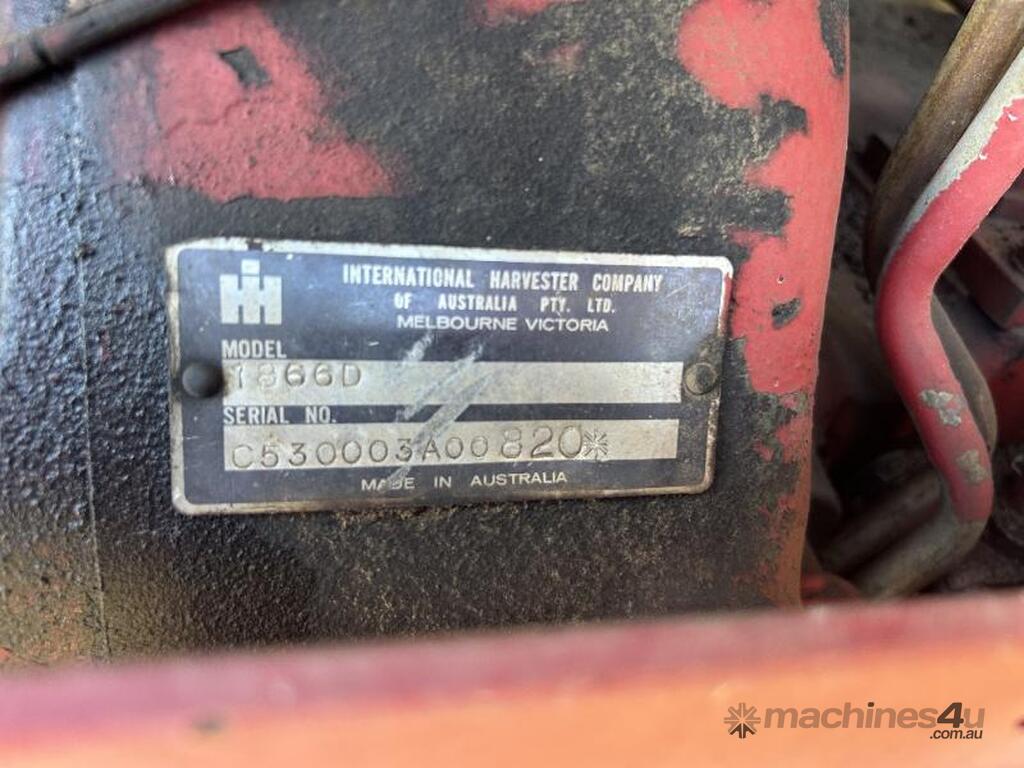 IH
INTERNATIONAL HARVESTER COMPANY
OF AUSTRALIA PTY. LTD.
MELBOURNE VICTORIA
MODEL
1866D
SERIAL NO.
C530003A00820*
MADE IN AUSTRALIA
machines4u
.com.au